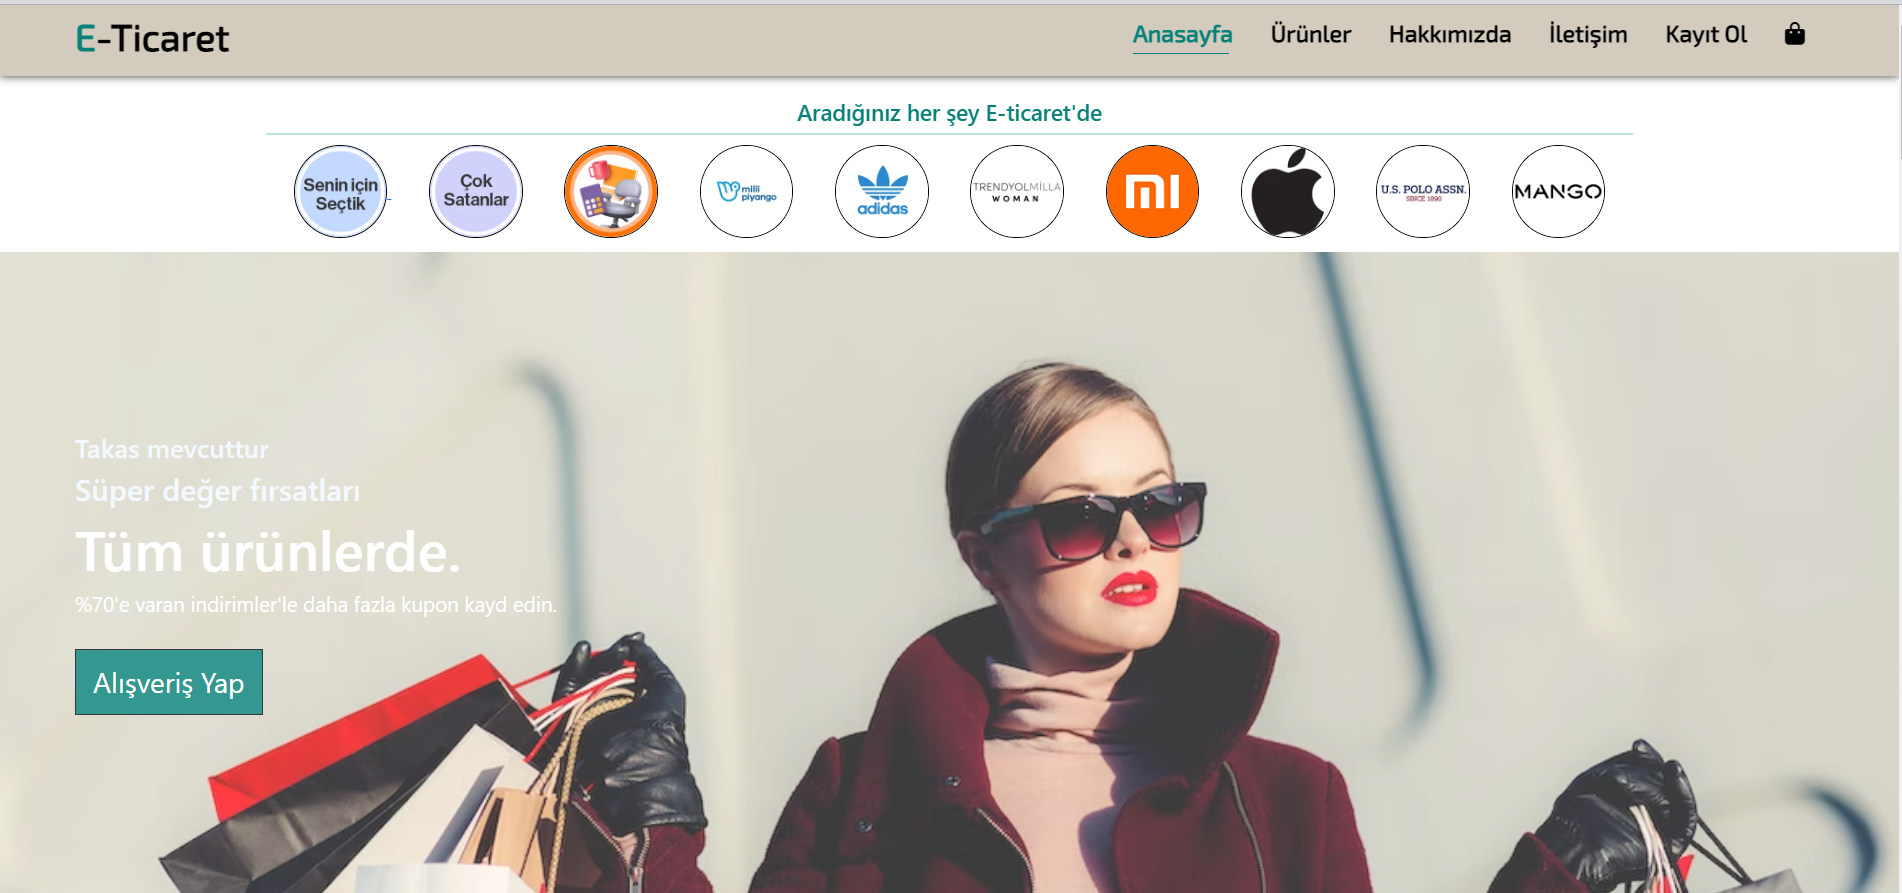 E-Ticaret
Anasayfa
Ürünler
Hakkımızda
İletişim
Kayıt Ol
Aradığınız her şey E-ticaret'de
Senin için
Seçtik
Çok
Satanlar
milli
piyango
adidas
TRENDYOLMİLLA
WOMAN
mi
U.S. POLO ASSN.
SINCE 1890
MANGO
Takas mevcuttur
Süper değer fırsatları
Tüm ürünlerde.
%70'e varan indirimler'le daha fazla kupon kayd edin.
Alışveriş Yap